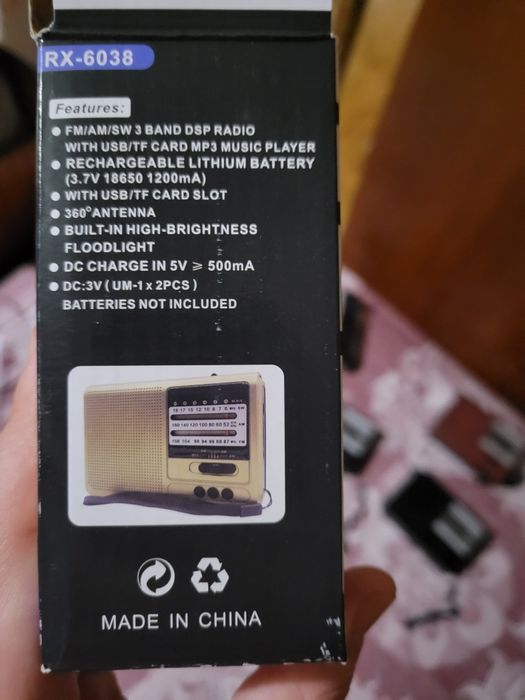 RX-6038
Features:
FM/AM/SW 3 BAND DSP RADIO
WITH USB/TF CARD MP3 MUSIC PLAYER
RECHARGEABLE LITHIUM BATTERY
(3.7V 18650 1200mA)
WITH USB/TF CARD SLOT
360°ANTENNA
BUILT-IN HIGH-BRIGHTNESS
FLOODLIGHT
DC CHARGE IN 5V ⩾ 500mA
DC:3V ( UM-1 x 2PCS )
BATTERIES NOT INCLUDED
MADE IN CHINA